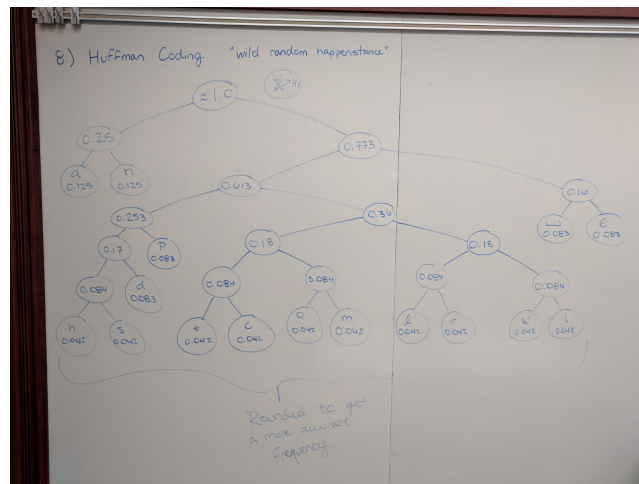 8.) Huffman Coding "wild random happenstance"
≈ 1.0
0.25 0.773
a 0.125 n 0.125
0.613 0.16
0.253 0.36 ␣ 0.083 e 0.083
0.17 p 0.083 0.18 0.18
0.084 d 0.083 0.084 0.084 0.084 0.084
h 0.042 s 0.042 t 0.042 c 0.042 o 0.042 m 0.042 l 0.042 r 0.042 w 0.042 i 0.042
Rounded to get
a more accurate
frequency.